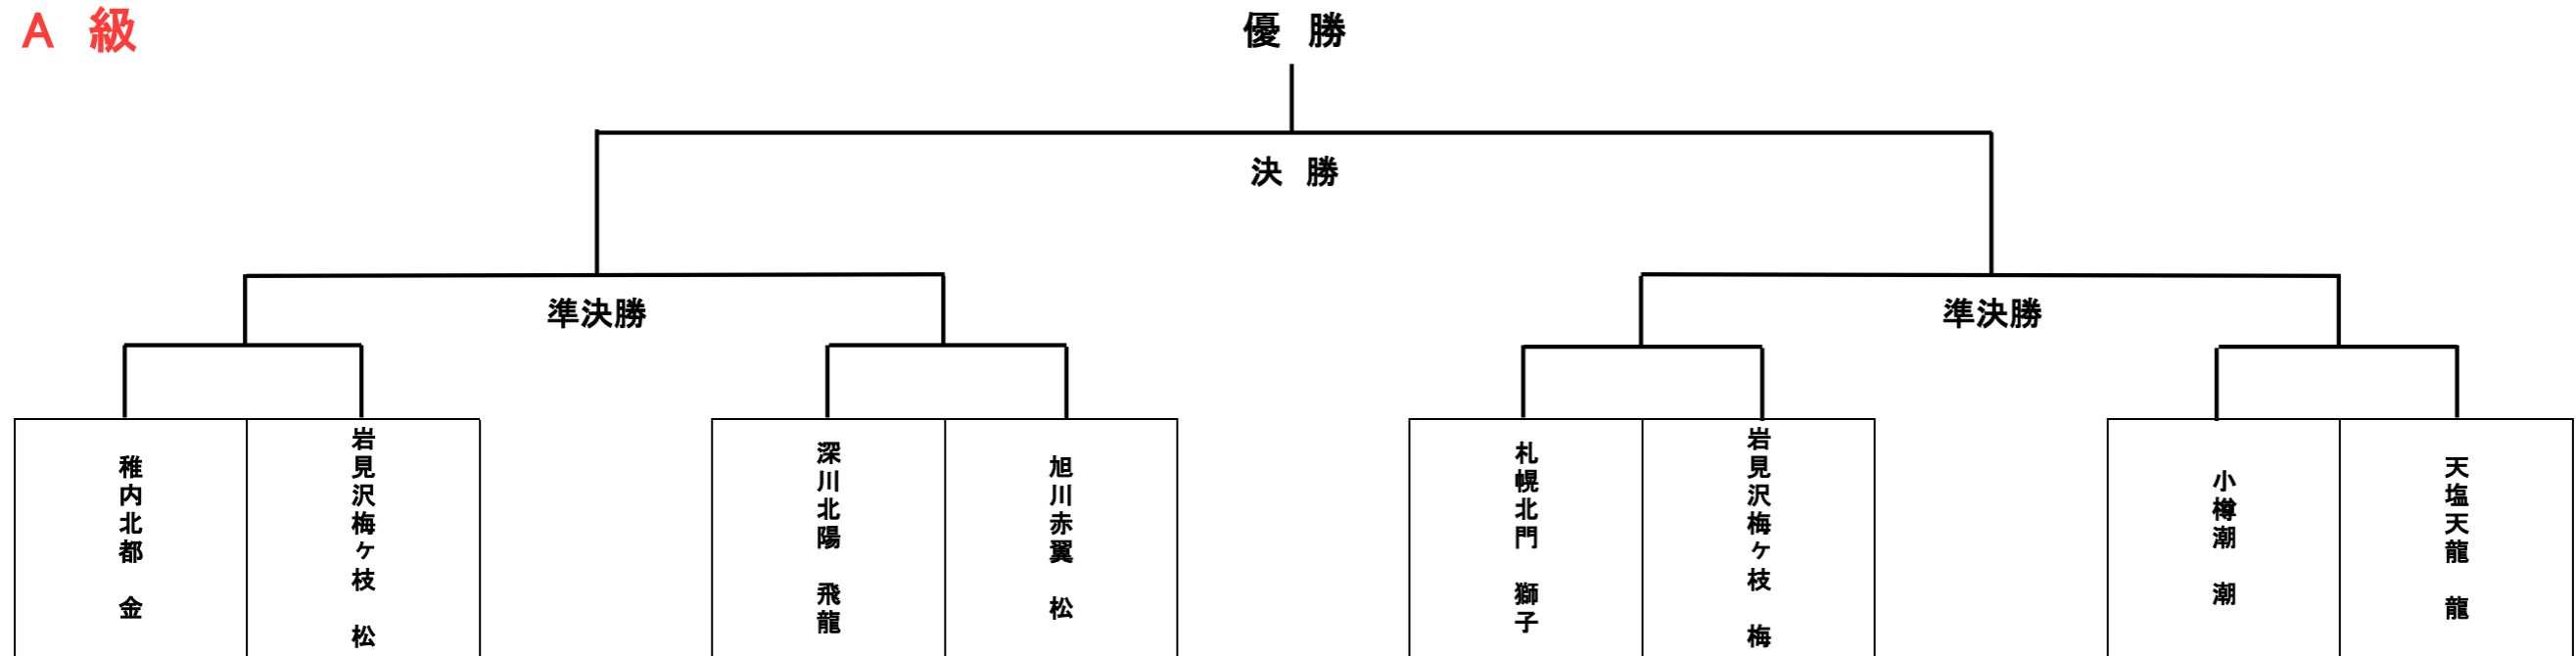 Ａ 級
優 勝
決 勝
準決勝
準決勝
稚内北都 金
岩見沢梅ヶ枝 松
深川北陽 飛龍
旭川赤翼 松
札幌北門 獅子
岩見沢梅ヶ枝 梅
小樽潮 潮
天塩天龍 龍